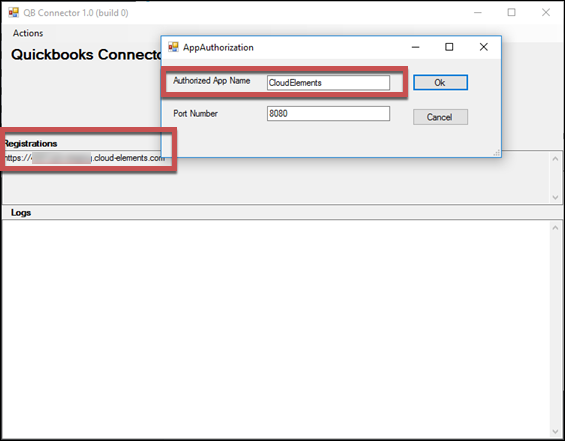 QB Connector 1.0 (build 0)
Actions
Quickbooks Connecto
AppAuthorization
Authorized App Name
CloudElements
Ok
Port Number
8080
Cancel
Registrations
https:// .cloud-elements.com
Logs